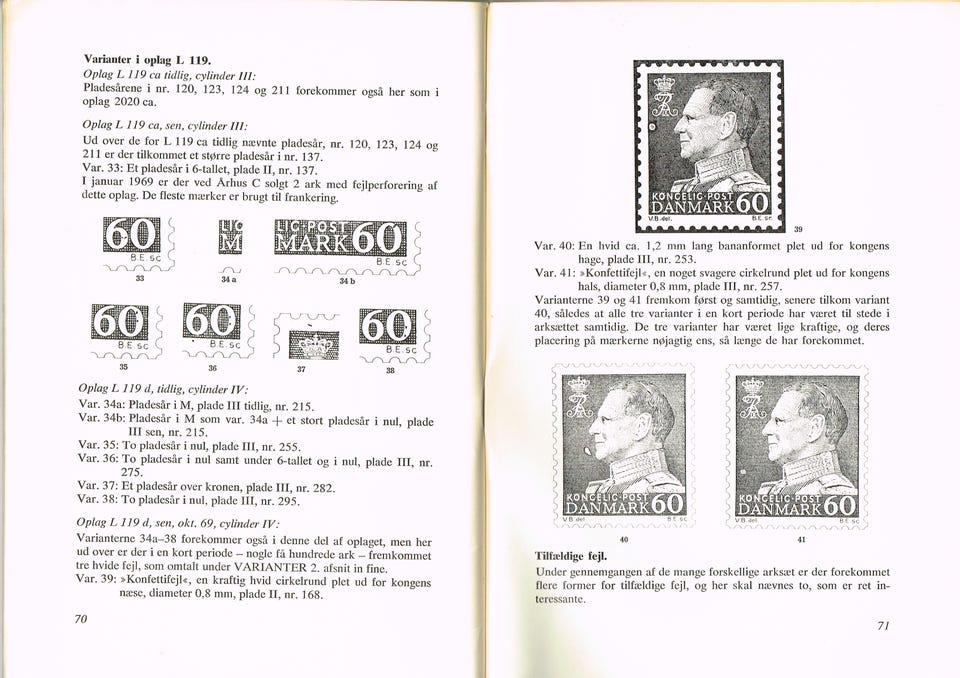 Varianter i oplag L 119.
Oplag L 119 ca tidlig, cylinder III:
Pladesårene i nr. 120, 123, 124 og 211 forekommer også her som i
oplag 2020 ca.
Oplag L 119 ca, sen, cylinder III:
Ud over de for L 119 ca tidlig nævnte pladesår, nr. 120, 123, 124 og
211 er der tilkommet et større pladesår i nr. 137.
Var. 33: Et pladesår i 6-tallet, plade II, nr. 137.
I januar 1969 er der ved Århus C solgt 2 ark med fejlperforering af
dette oplag. De fleste mærker er brugt til frankering.
60
B.E.sc
33
LIG
M
34 a
LIG-POST
MARK 60
B.E.sc
34 b
60
B.E.sc
35
60
B.E.sc
36
37
60
B.E.sc
38
Oplag L 119 d, tidlig, cylinder IV:
Var. 34a: Pladesår i M, plade III tidlig, nr. 215.
Var. 34b: Pladesår i M som var. 34a + et stort pladesår i nul, plade
III sen, nr. 215.
Var. 35: To pladesår i nul, plade III, nr. 255.
Var. 36: To pladesår i nul samt under 6-tallet og i nul, plade III, nr.
275.
Var. 37: Et pladesår over kronen, plade III, nr. 282.
Var. 38: To pladesår i nul, plade III, nr. 295.
Oplag L 119 d, sen, okt. 69, cylinder IV:
Varianterne 34a–38 forekommer også i denne del af oplaget, men her
ud over er der i en kort periode – nogle få hundrede ark – fremkommet
tre hvide fejl, som omtalt under VARIANTER 2. afsnit in fine.
Var. 39: »Konfettifejl«, en kraftig hvid cirkelrund plet ud for kongens
næse, diameter 0,8 mm, plade II, nr. 168.
70
KONGELIG-POST
DANMARK 60
V.B.del.
B.E.sc
39
Var. 40: En hvid ca. 1,2 mm lang bananformet plet ud for kongens
hage, plade III, nr. 253.
Var. 41: »Konfettifejl«, en noget svagere cirkelrund plet ud for kongens
hals, diameter 0,8 mm, plade III, nr. 257.
Varianterne 39 og 41 fremkom først og samtidig, senere tilkom variant
40, således at alle tre varianter i en kort periode har været til stede i
arksættet samtidig. De tre varianter har været lige kraftige, og deres
placering på mærkerne nøjagtig ens, så længe de har forekommet.
KONGELIG-POST
DANMARK 60
V.B.del.
B.E.sc
40
KONGELIG-POST
DANMARK 60
V.B.del.
B.E.sc
41
Tilfældige fejl.
Under gennemgangen af de mange forskellige arksæt er der forekommet
flere former for tilfældige fejl, og her skal nævnes to, som er ret in-
teressante.
71